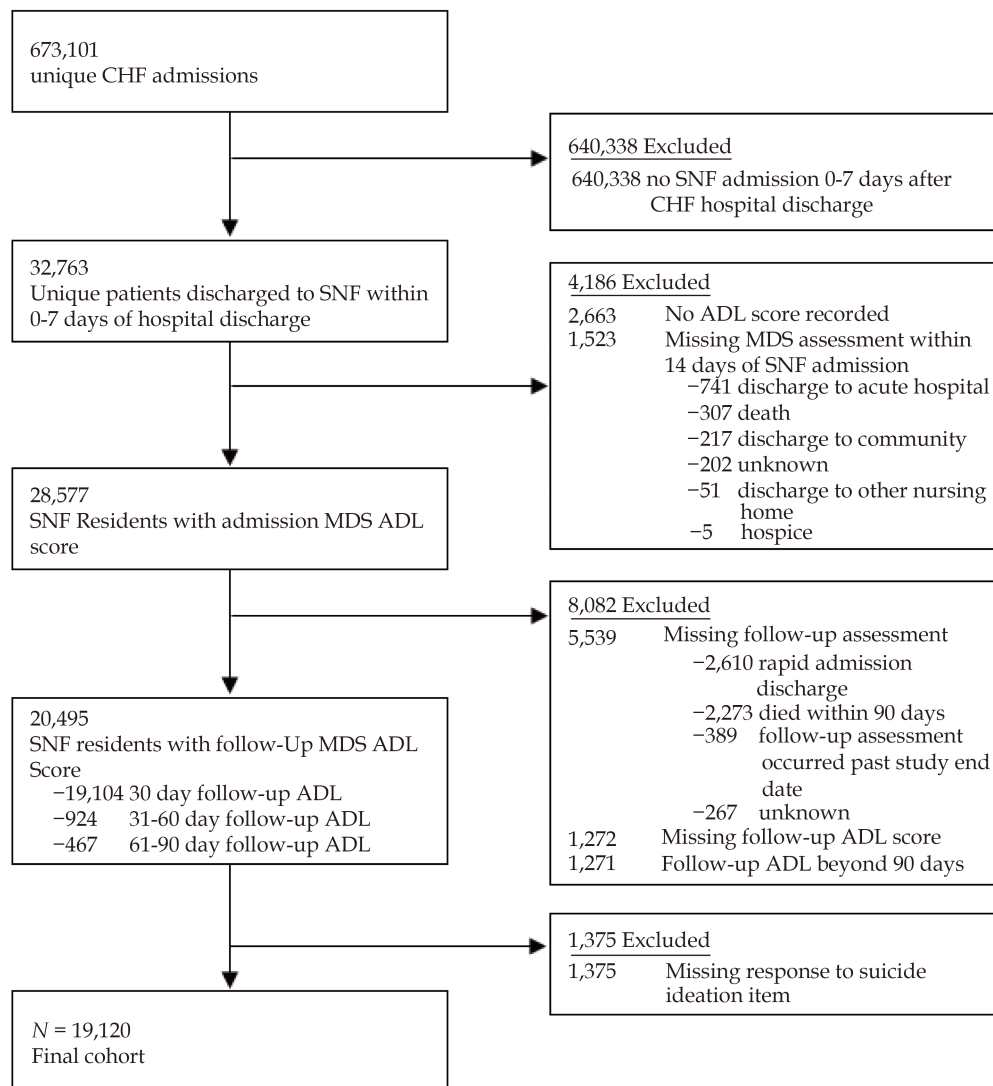 673,101
unique CHF admissions
640,338 Excluded
640,338 no SNF admission 0-7 days after
CHF hospital discharge
32,763
Unique patients discharged to SNF within
0-7 days of hospital discharge
4,186 Excluded
2,663 No ADL score recorded
1,523 Missing MDS assessment within
14 days of SNF admission
−741 discharge to acute hospital
−307 death
−217 discharge to community
−202 unknown
−51 discharge to other nursing
home
−5 hospice
28,577
SNF Residents with admission MDS ADL
score
8,082 Excluded
5,539 Missing follow-up assessment
−2,610 rapid admission
discharge
−2,273 died within 90 days
−389 follow-up assessment
occurred past study end
date
−267 unknown
1,272 Missing follow-up ADL score
1,271 Follow-up ADL beyond 90 days
20,495
SNF residents with follow-Up MDS ADL
Score
−19,104 30 day follow-up ADL
−924 31-60 day follow-up ADL
−467 61-90 day follow-up ADL
1,375 Excluded
1,375 Missing response to suicide
ideation item
N = 19,120
Final cohort